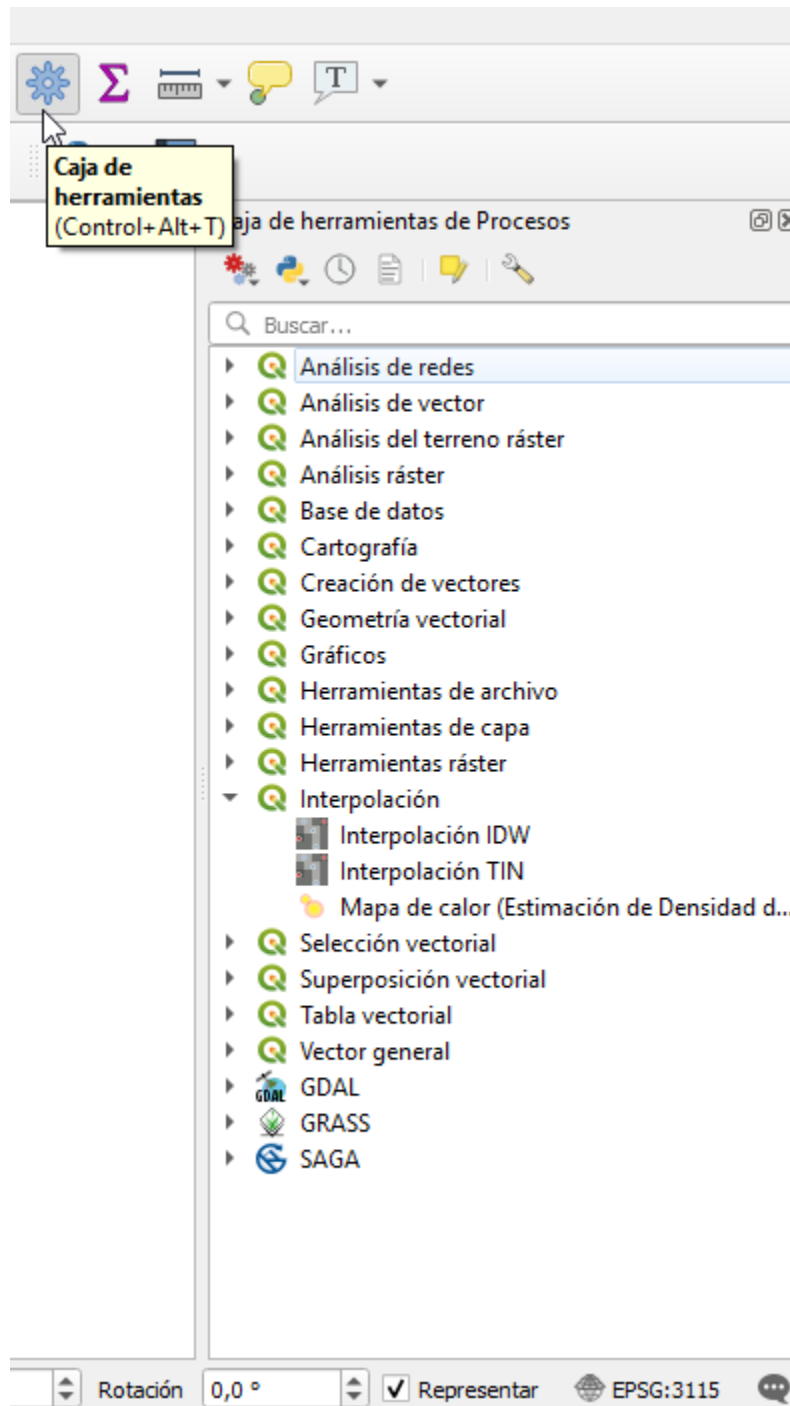 Σ
T
Caja de
herramientas
(Control+Alt+T)
aja de herramientas de Procesos
Buscar...
Análisis de redes
Análisis de vector
Análisis del terreno ráster
Análisis ráster
Base de datos
Cartografía
Creación de vectores
Geometría vectorial
Gráficos
Herramientas de archivo
Herramientas de capa
Herramientas ráster
Interpolación
Interpolación IDW
Interpolación TIN
Mapa de calor (Estimación de Densidad d...
Selección vectorial
Superposición vectorial
Tabla vectorial
Vector general
GDAL GDAL
GRASS
SAGA
Rotación 0,0 ° Representar EPSG:3115